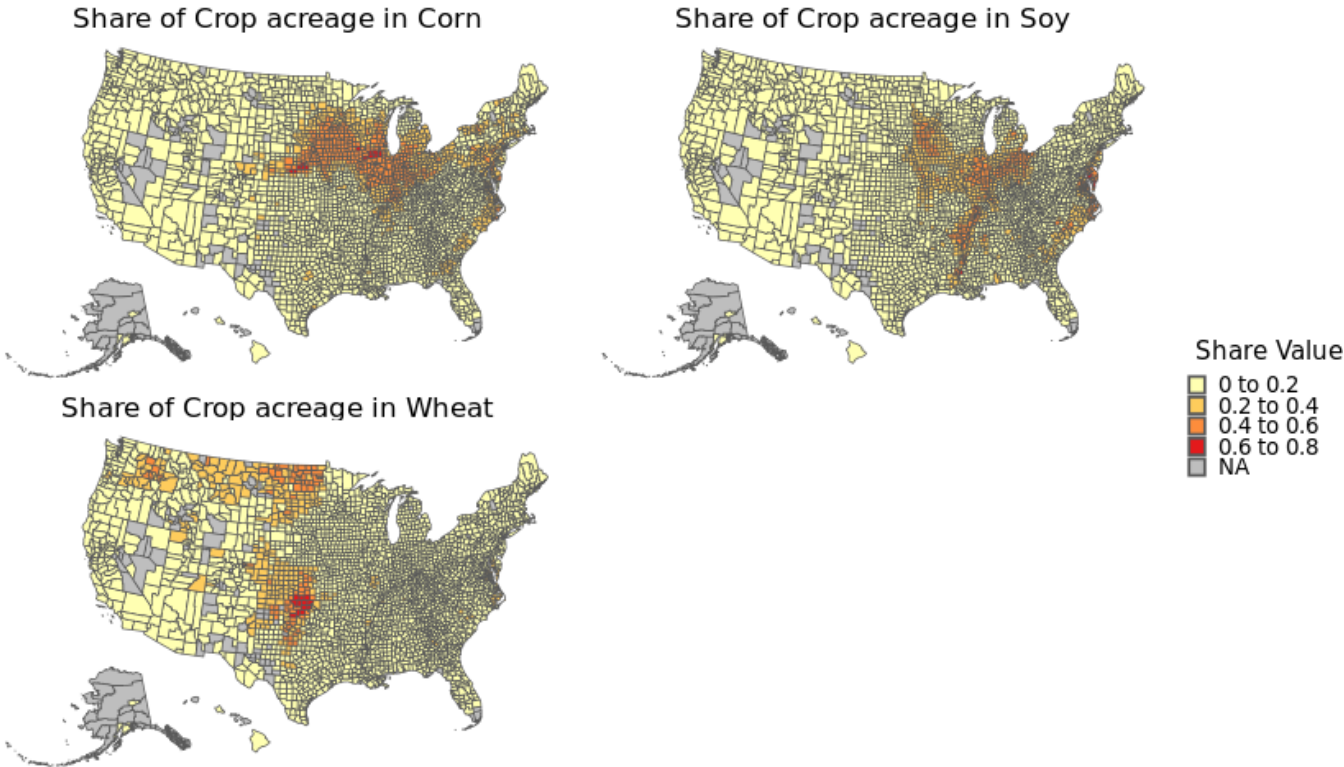 Share of Crop acreage in Corn
Share of Crop acreage in Soy
Share Value
0 to 0.2
0.2 to 0.4
0.4 to 0.6
0.6 to 0.8
NA
Share of Crop acreage in Wheat